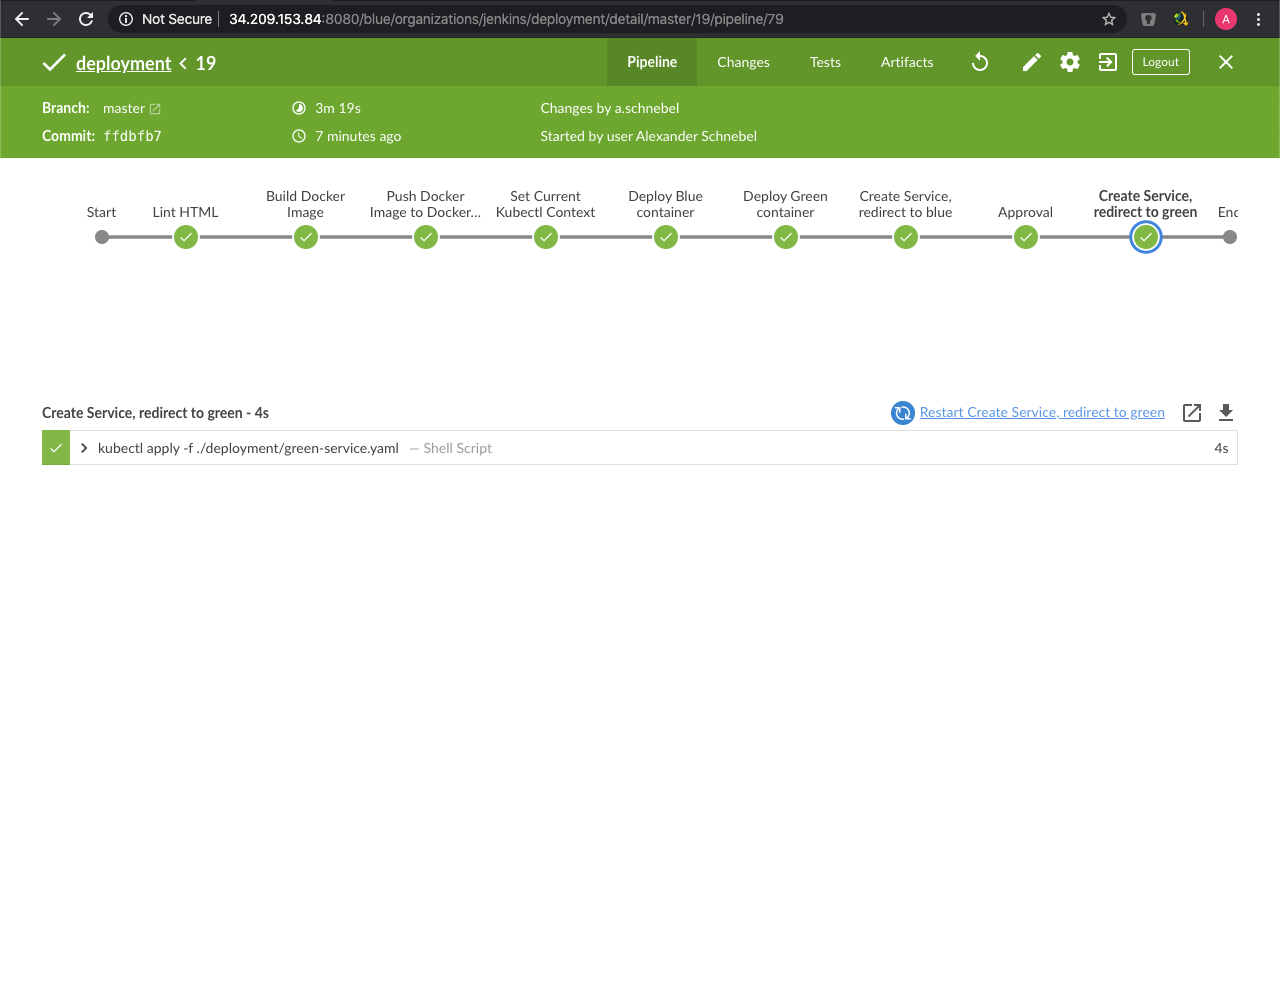 Not Secure 34.209.153.84:8080/blue/organizations/jenkins/deployment/detail/master/19/pipeline/79
A
deployment < 19
Pipeline Changes Tests Artifacts Logout
Branch: master 3m 19s Changes by a.schnebel
Commit: ffdbfb7 7 minutes ago Started by user Alexander Schnebel
Start
Lint HTML
Build Docker
Image
Push Docker
Image to Docker...
Set Current
Kubectl Context
Deploy Blue
container
Deploy Green
container
Create Service,
redirect to blue
Approval
Create Service,
redirect to green
Create Service, redirect to green - 4s Restart Create Service, redirect to green
kubectl apply -f ./deployment/green-service.yaml — Shell Script 4s